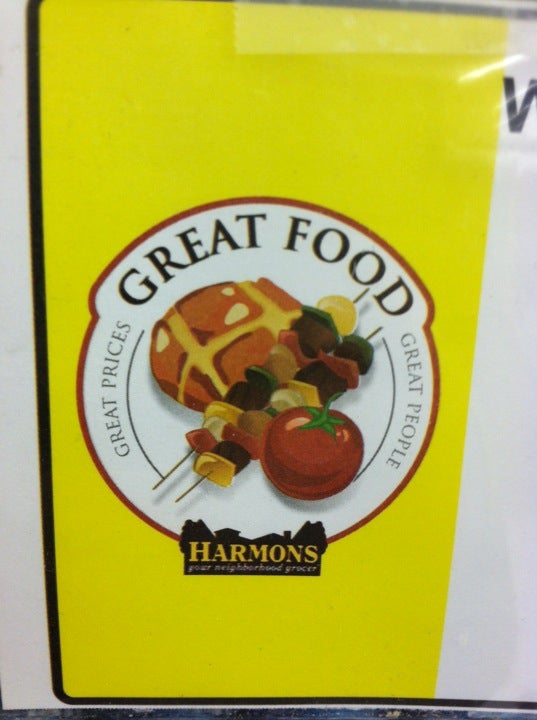 W
GREAT FOOD
GREAT PRICES
GREAT PEOPLE
HARMONS
your neighborhood grocer